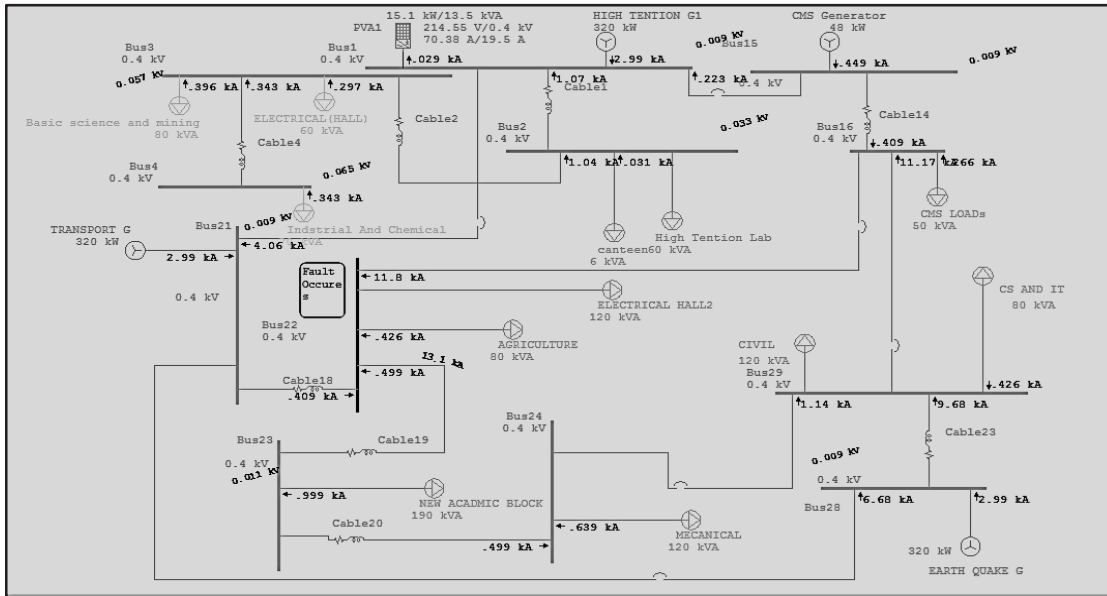 15.1 kW/13.5 kVA
214.55 V/0.4 kV
70.38 A/19.5 A
PVA1
HIGH TENTION G1
320 kW
CMS Generator
48 kW
Bus3
0.4 kV
Bus1
0.4 kV
0.009 kV
Bus15
0.4 kV
0.009 kV
.029 kA
2.99 kA
.449 kA
0.057 kV
.396 kA
.343 kA
.297 kA
1.07 kA
.223 kA
Cable1
Basic science and mining
80 kVA
ELECTRICAL(HALL)
60 kVA
Cable2
Bus2
0.4 kV
0.033 kV
Cable14
Bus16
0.4 kV
.409 kA
Cable4
Bus4
0.4 kV
0.065 kV
1.04 kA
.031 kA
11.17 kA
.266 kA
.343 kA
CMS LOADs
50 kVA
Bus21
0.009 kV
Indstrial And Chemical
TRANSPORT G
320 kW
4.06 kA
2.99 kA
canteen
6 kVA
High Tention Lab
60 kVA
Fault
Occure
s
11.8 kA
0.4 kV
ELECTRICAL HALL2
120 kVA
CS AND IT
80 kVA
Bus22
0.4 kV
.426 kA
AGRICULTURE
80 kVA
13.1 kA
.499 kA
CIVIL
120 kVA
Bus29
0.4 kV
.426 kA
Cable18
.409 kA
1.14 kA
9.68 kA
Bus24
0.4 kV
Cable23
Bus23
0.4 kV
Cable19
0.011 kV
0.009 kV
0.4 kV
Bus28
.999 kA
NEW ACADMIC BLOCK
190 kVA
6.68 kA
2.99 kA
Cable20
.639 kA
MECANICAL
120 kVA
.499 kA
320 kW
EARTH QUAKE G